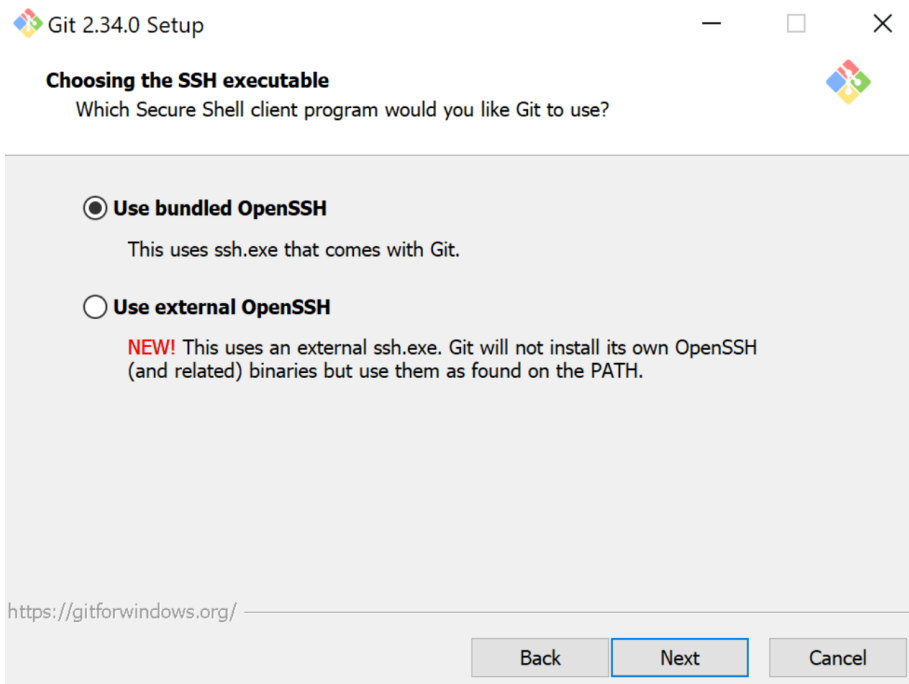 Git 2.34.0 Setup
Choosing the SSH executable
Which Secure Shell client program would you like Git to use?
Use bundled OpenSSH
This uses ssh.exe that comes with Git.
Use external OpenSSH
NEW! This uses an external ssh.exe. Git will not install its own OpenSSH
(and related) binaries but use them as found on the PATH.
https://gitforwindows.org/
Back Next Cancel